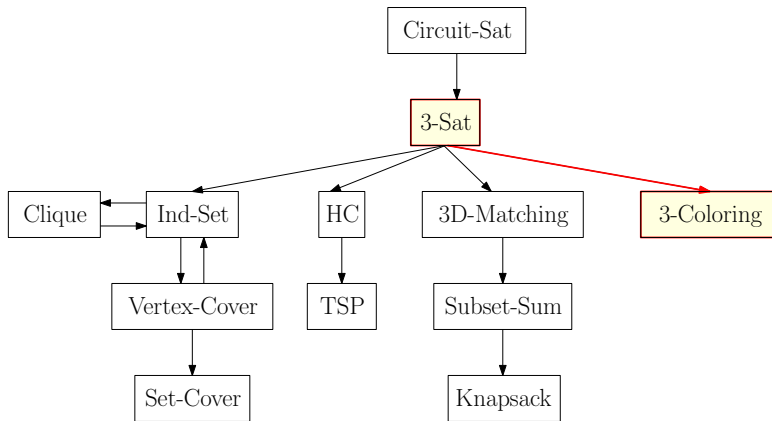 Circuit-Sat
3-Sat
Clique
Ind-Set
HC
3D-Matching
3-Coloring
Vertex-Cover
TSP
Subset-Sum
Set-Cover
Knapsack